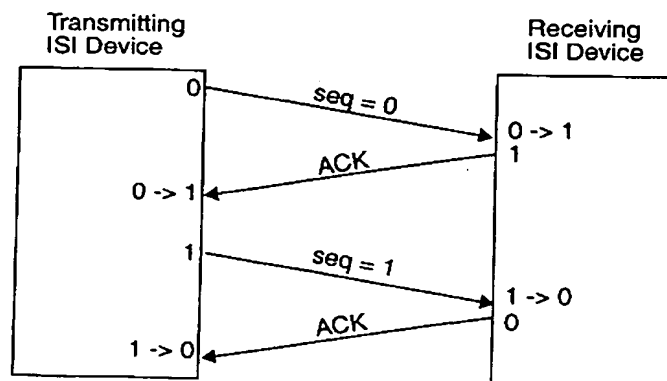 Transmitting
ISI Device
Receiving
ISI Device
0
seq = 0
0 -> 1
1
ACK
0 -> 1
1
seq = 1
1 -> 0
0
ACK
1 -> 0